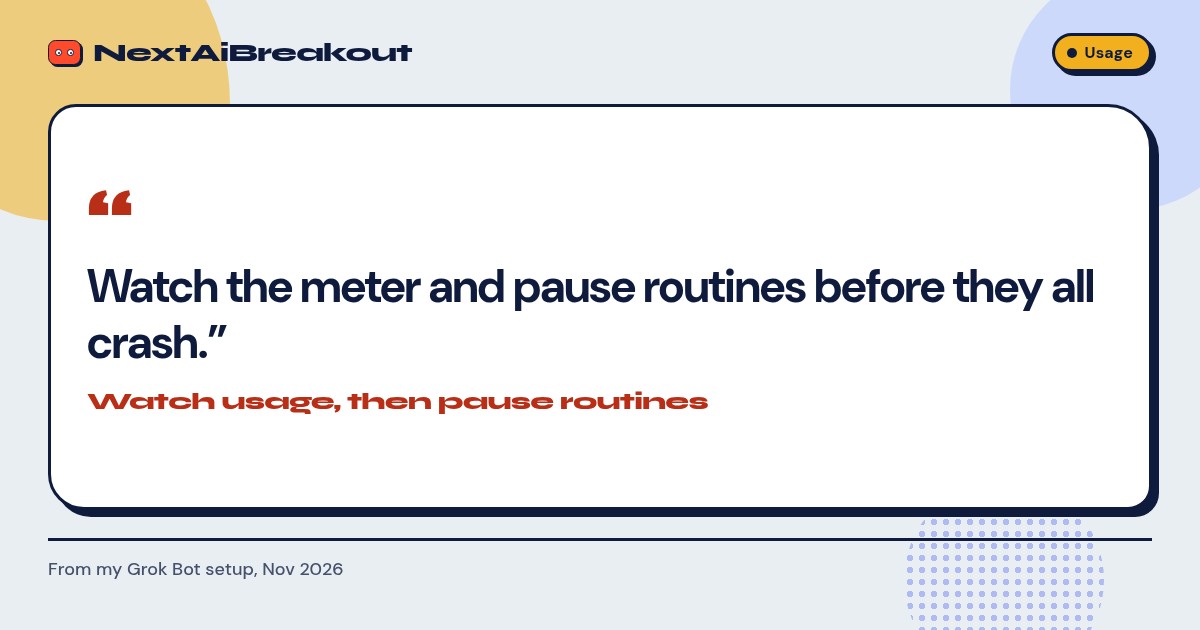 NextAiBreakout
Usage
“
Watch the meter and pause routines before they all
crash.”
Watch usage, then pause routines
From my Grok Bot setup, Nov 2026